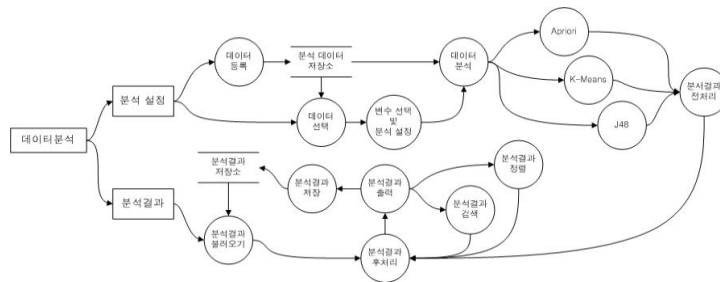 데이터분석
분석 설정
분석결과
데이터
등록
분석 데이터
저장소
데이터
선택
변수 선택
및
분석 설정
데이터
분석
Apriori
K-Means
J48
분서결과
전처리
분석결과
저장소
분석결과
불러오기
분석결과
저장
분석결과
출력
분석결과
후처리
분석결과
정렬
분석결과
검색